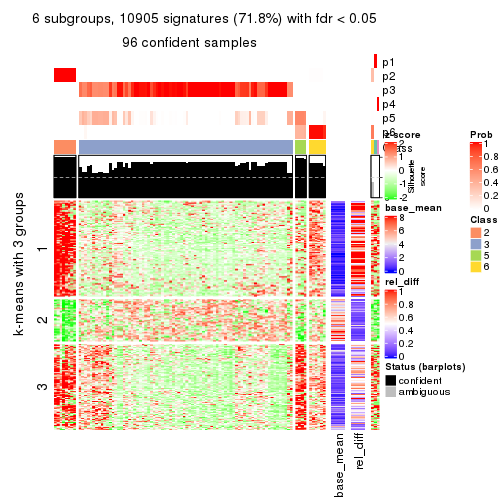 6 subgroups, 10905 signatures (71.8%) with fdr < 0.05
96 confident samples
p1
p2
p3
p4
p5
p6
Class
z-score
2
1
0
-1
-2
Silhouette
score
base_mean
8
6
4
2
0
rel_diff
1
0.8
0.6
0.4
0.2
0
Status (barplots)
confident
ambiguous
Prob
1
0.8
0.6
0.4
0.2
0
Class
2
3
5
6
k-means with 3 groups
1
2
3
base_mean
rel_diff